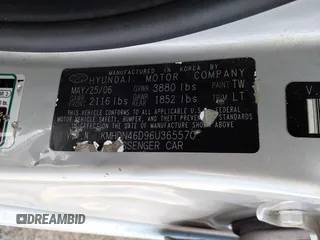 MANUFACTURED IN KOREA BY
HYUNDAI MOTOR COMPANY
MAY/25/06 GVWR 3880 lbs PAINT TW
2116 lbs GAWR REAR 1852 lbs TRIM LT
THIS VEHICLE CONFORMS TO ALL
APPLICABLE U.S. FEDERAL
MOTOR VEHICLE SAFETY, BUMPER,
AND THEFT PREVENTION STANDARDS
IN EFFECT ON THE DATE OF
MANUFACTURE SHOWN ABOVE.
KMHDN46D96U365570
PASSENGER CAR
DREAMBID